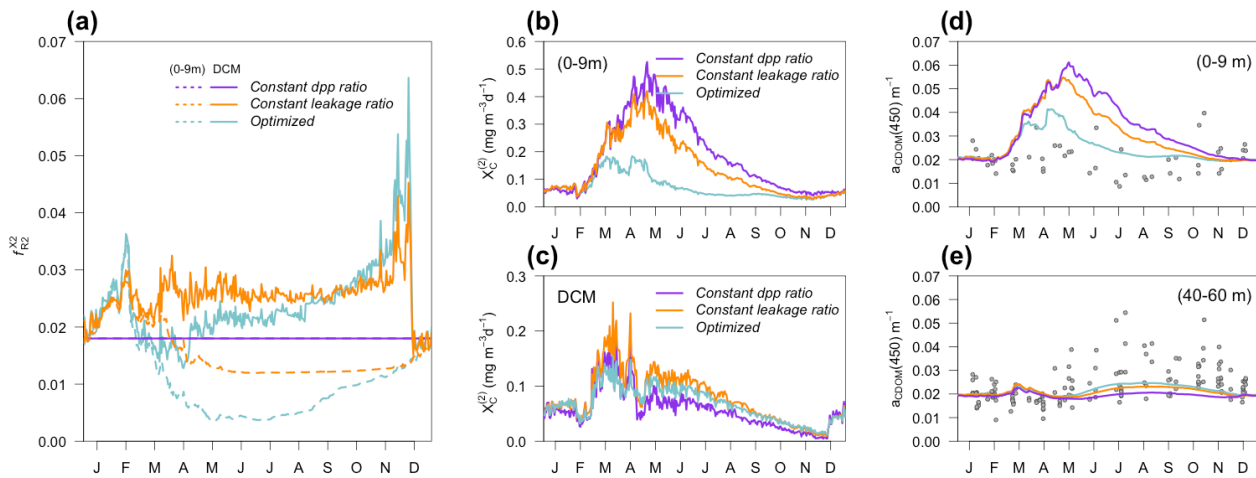 (a)
0.07
0.06
0.05
0.04
0.03
0.02
0.01
0.00
f_R2^X2
(0-9m) DCM
Constant dpp ratio
Constant leakage ratio
Optimized
J F M A M J J A S O N D
(b)
0.6
0.5
0.4
0.3
0.2
0.1
0.0
X_C^(2) (mg m⁻³d⁻¹)
(0-9m)
Constant dpp ratio
Constant leakage ratio
Optimized
J F M A M J J A S O N D
(c)
0.3
0.2
0.1
0.0
X_C^(2) (mg m⁻³d⁻¹)
DCM
Constant dpp ratio
Constant leakage ratio
Optimized
J F M A M J J A S O N D
(d)
0.07
0.06
0.05
0.04
0.03
0.02
0.01
0.00
a_CDOM(450) m⁻¹
(0-9 m)
J F M A M J J A S O N D
(e)
0.07
0.06
0.05
0.04
0.03
0.02
0.01
0.00
a_CDOM(450) m⁻¹
(40-60 m)
J F M A M J J A S O N D